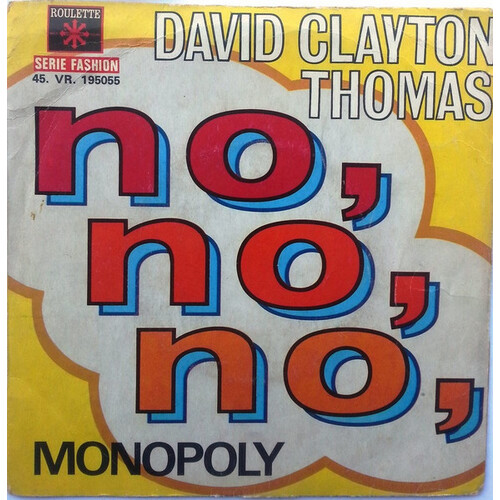 ROULETTE
SERIE FASHION
45. VR. 195055
DAVID CLAYTON
THOMAS
no,
no,
no,
MONOPOLY